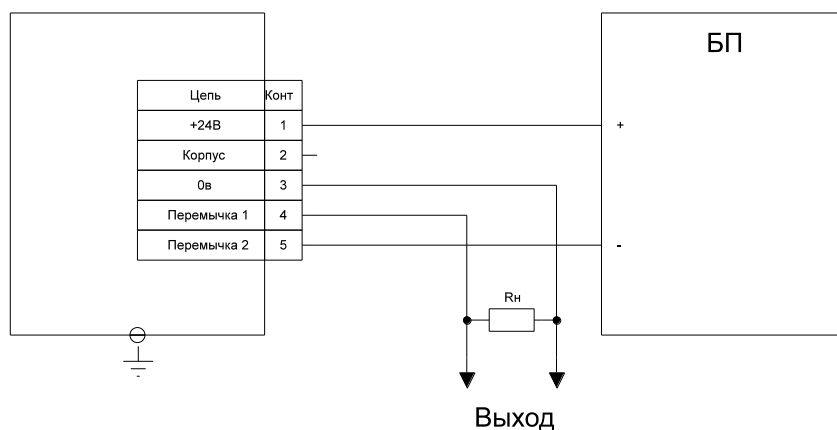 БП
Цепь Конт
+24В 1 +
Корпус 2
0в 3
Перемычка 1 4
Перемычка 2 5 -
Rн
Выход